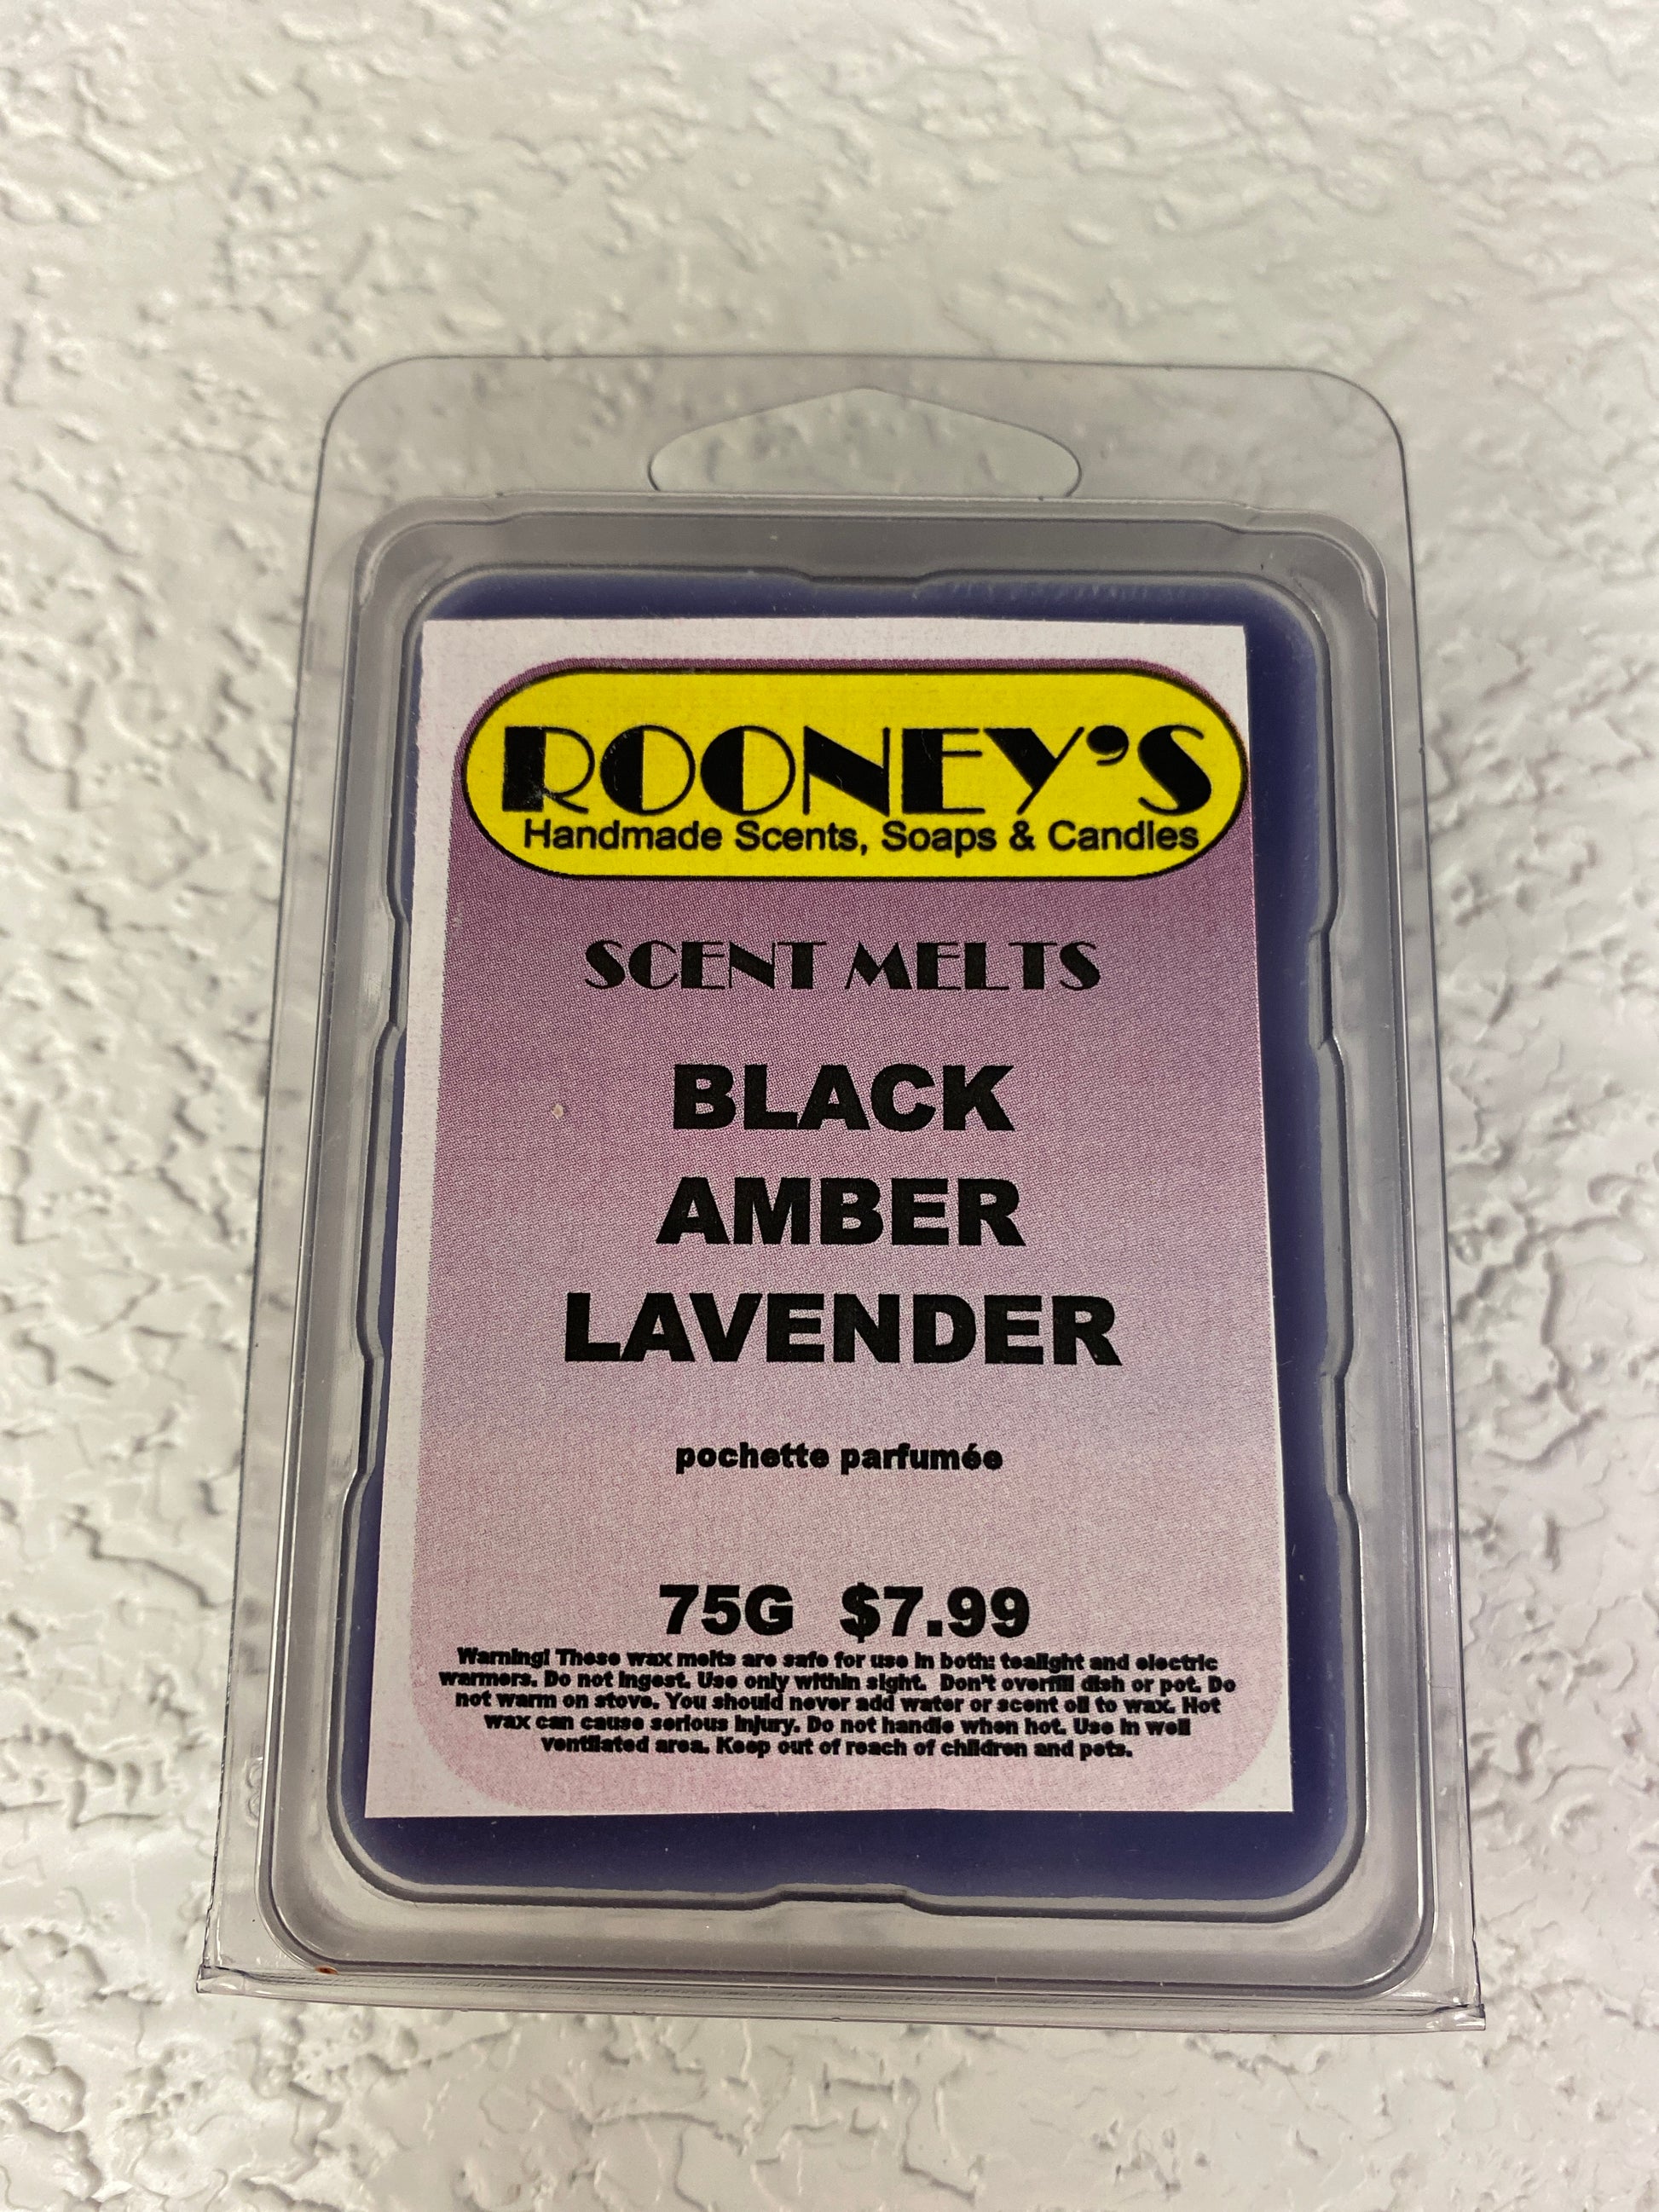 ROONEY'S
Handmade Scents, Soaps & Candles
SCENT MELTS
BLACK
AMBER
LAVENDER
pochette parfumée
75G $7.99
Warning! These wax melts are safe for use in both: tealight and electric
warmers. Do not ingest. Use only within sight. Don't overfill dish or pot. Do
not warm on stove. You should never add water or scent oil to wax. Hot
wax can cause serious injury. Do not handle when hot. Use in well
ventilated area. Keep out of reach of children and pets.